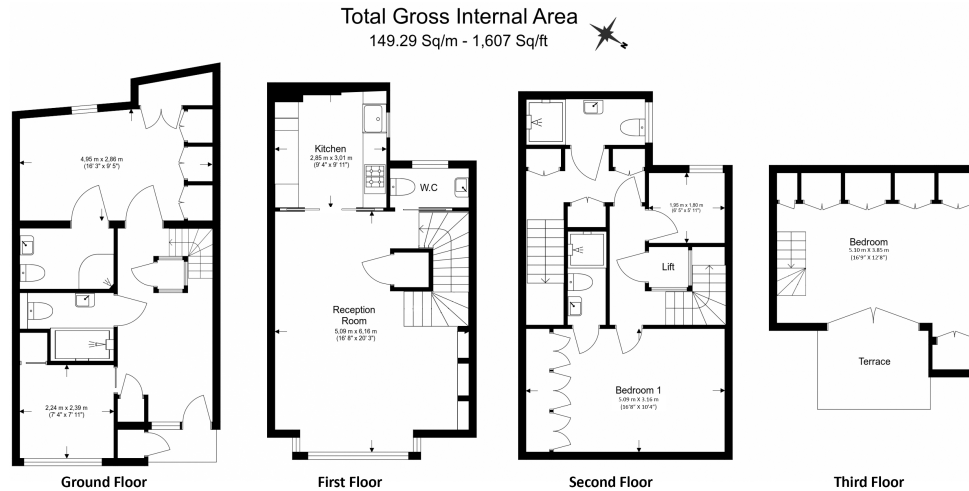 Total Gross Internal Area
149.29 Sq/m - 1,607 Sq/ft
N
4,95 m x 2,86 m
(16' 3" x 9' 5")
2,24 m x 2,39 m
(7' 4" x 7' 11")
Ground Floor
Kitchen
2,85 m x 3,01 m
(9' 4" x 9' 11")
W.C
Reception
Room
5,09 m x 6,16 m
(16' 8" x 20' 3")
First Floor
1,95 m x 1,80 m
(6' 5" x 5' 11")
Lift
Bedroom 1
5.09 m X 3.16 m
(16'8" X 10'4")
Second Floor
Bedroom
5.10 m X 3.85 m
(16'9" X 12'8")
Terrace
Third Floor